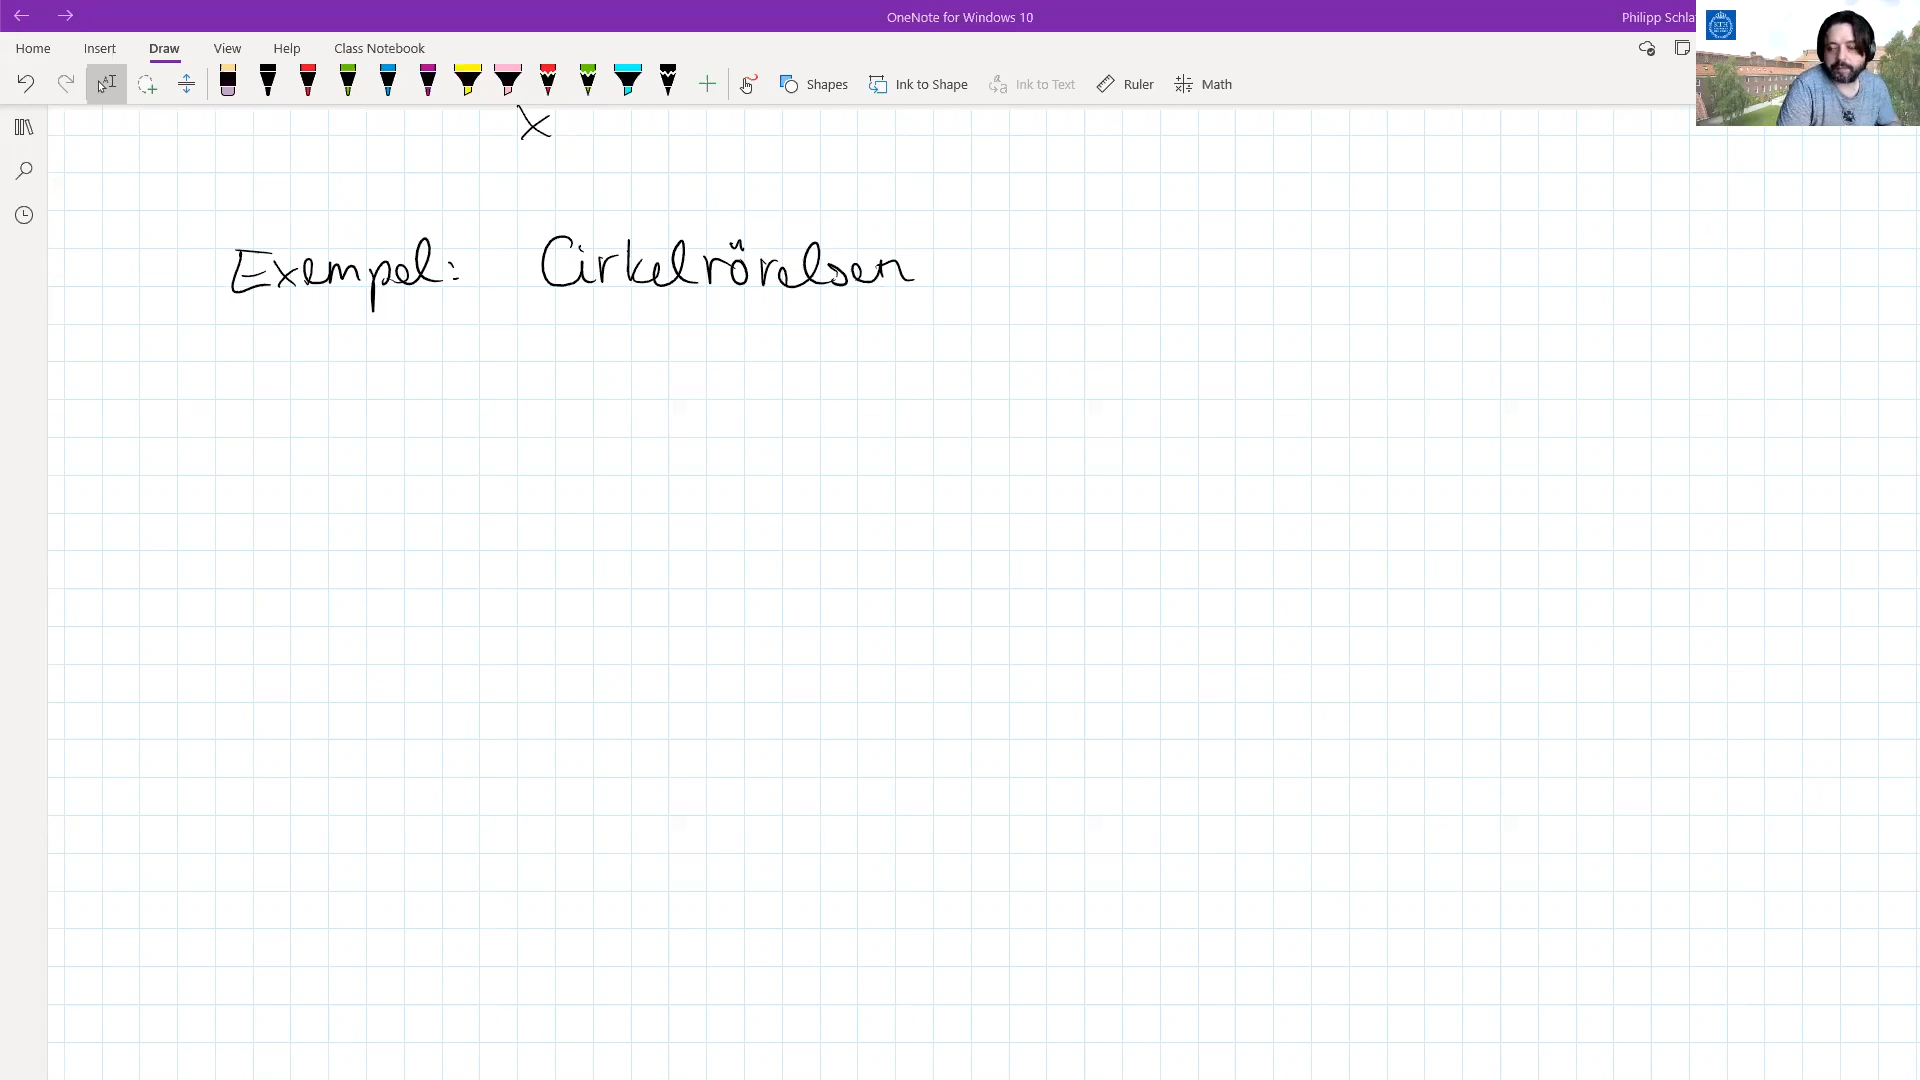 OneNote for Windows 10
Philipp Schla
Home Insert Draw View Help Class Notebook
Shapes Ink to Shape Ink to Text Ruler Math
x
Exempel: Cirkelrörelsen